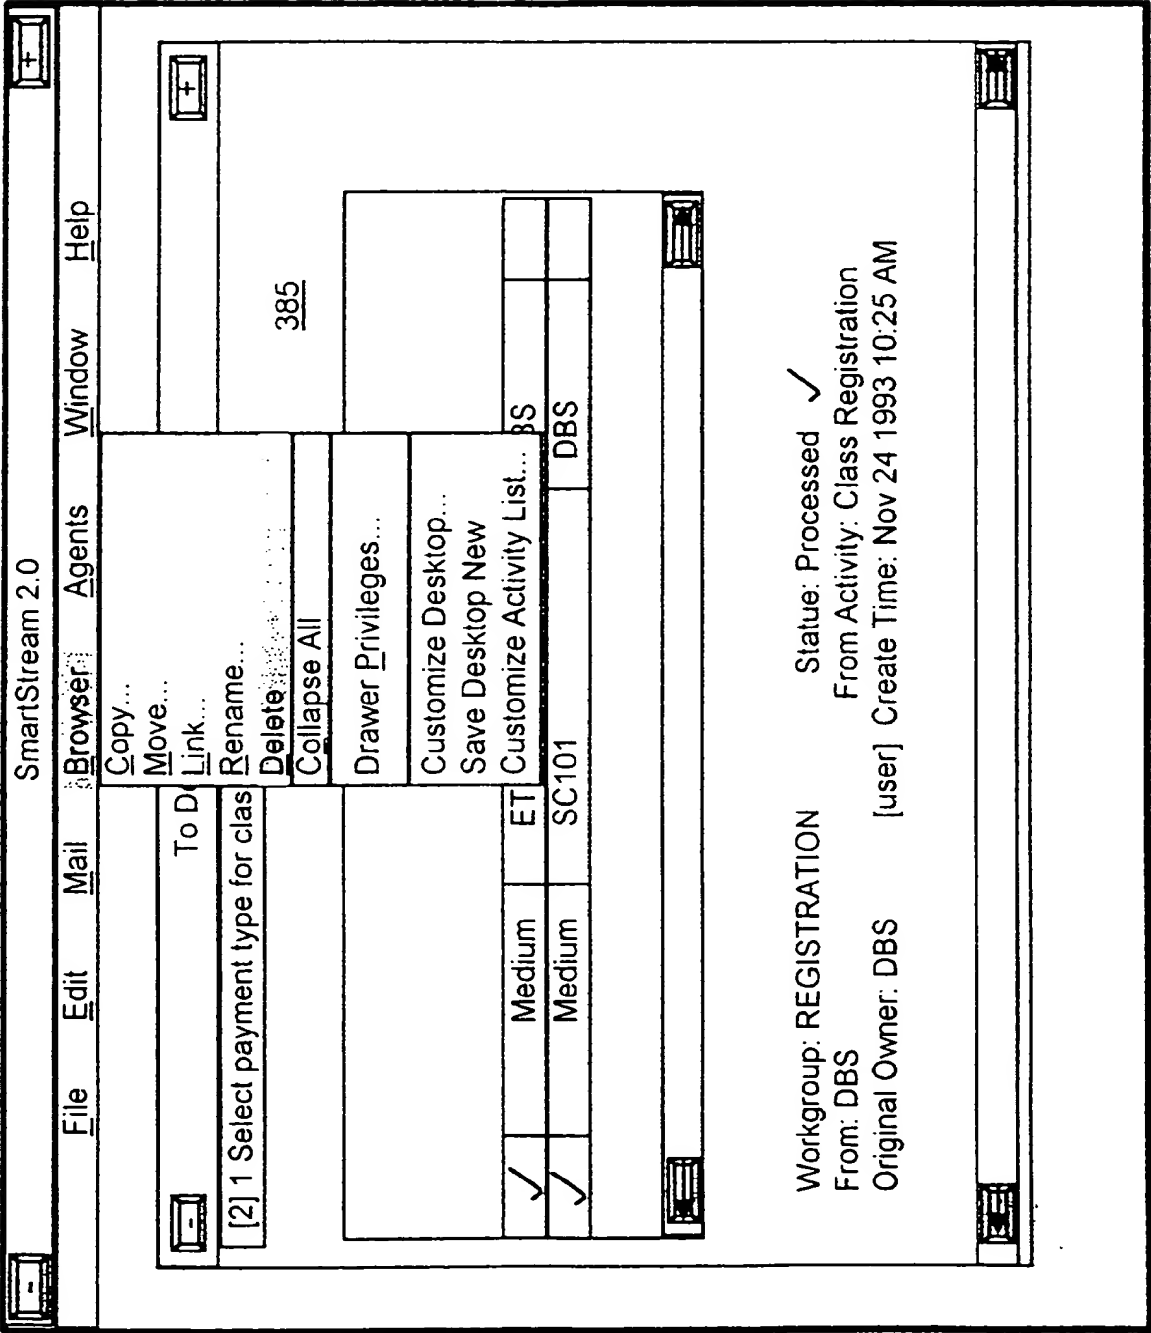 SmartStream 2.0
File Edit Mail Browser Agents Window Help
Copy...
Move...
Link...
Rename...
Delete
Collapse All
Drawer Privileges...
Customize Desktop...
Save Desktop New
Customize Activity List...
To Do
[2] 1 Select payment type for clas
385
Medium ET BS
Medium SC101 DBS
Workgroup: REGISTRATION Statue: Processed
From: DBS From Activity: Class Registration
Original Owner: DBS [user] Create Time: Nov 24 1993 10:25 AM